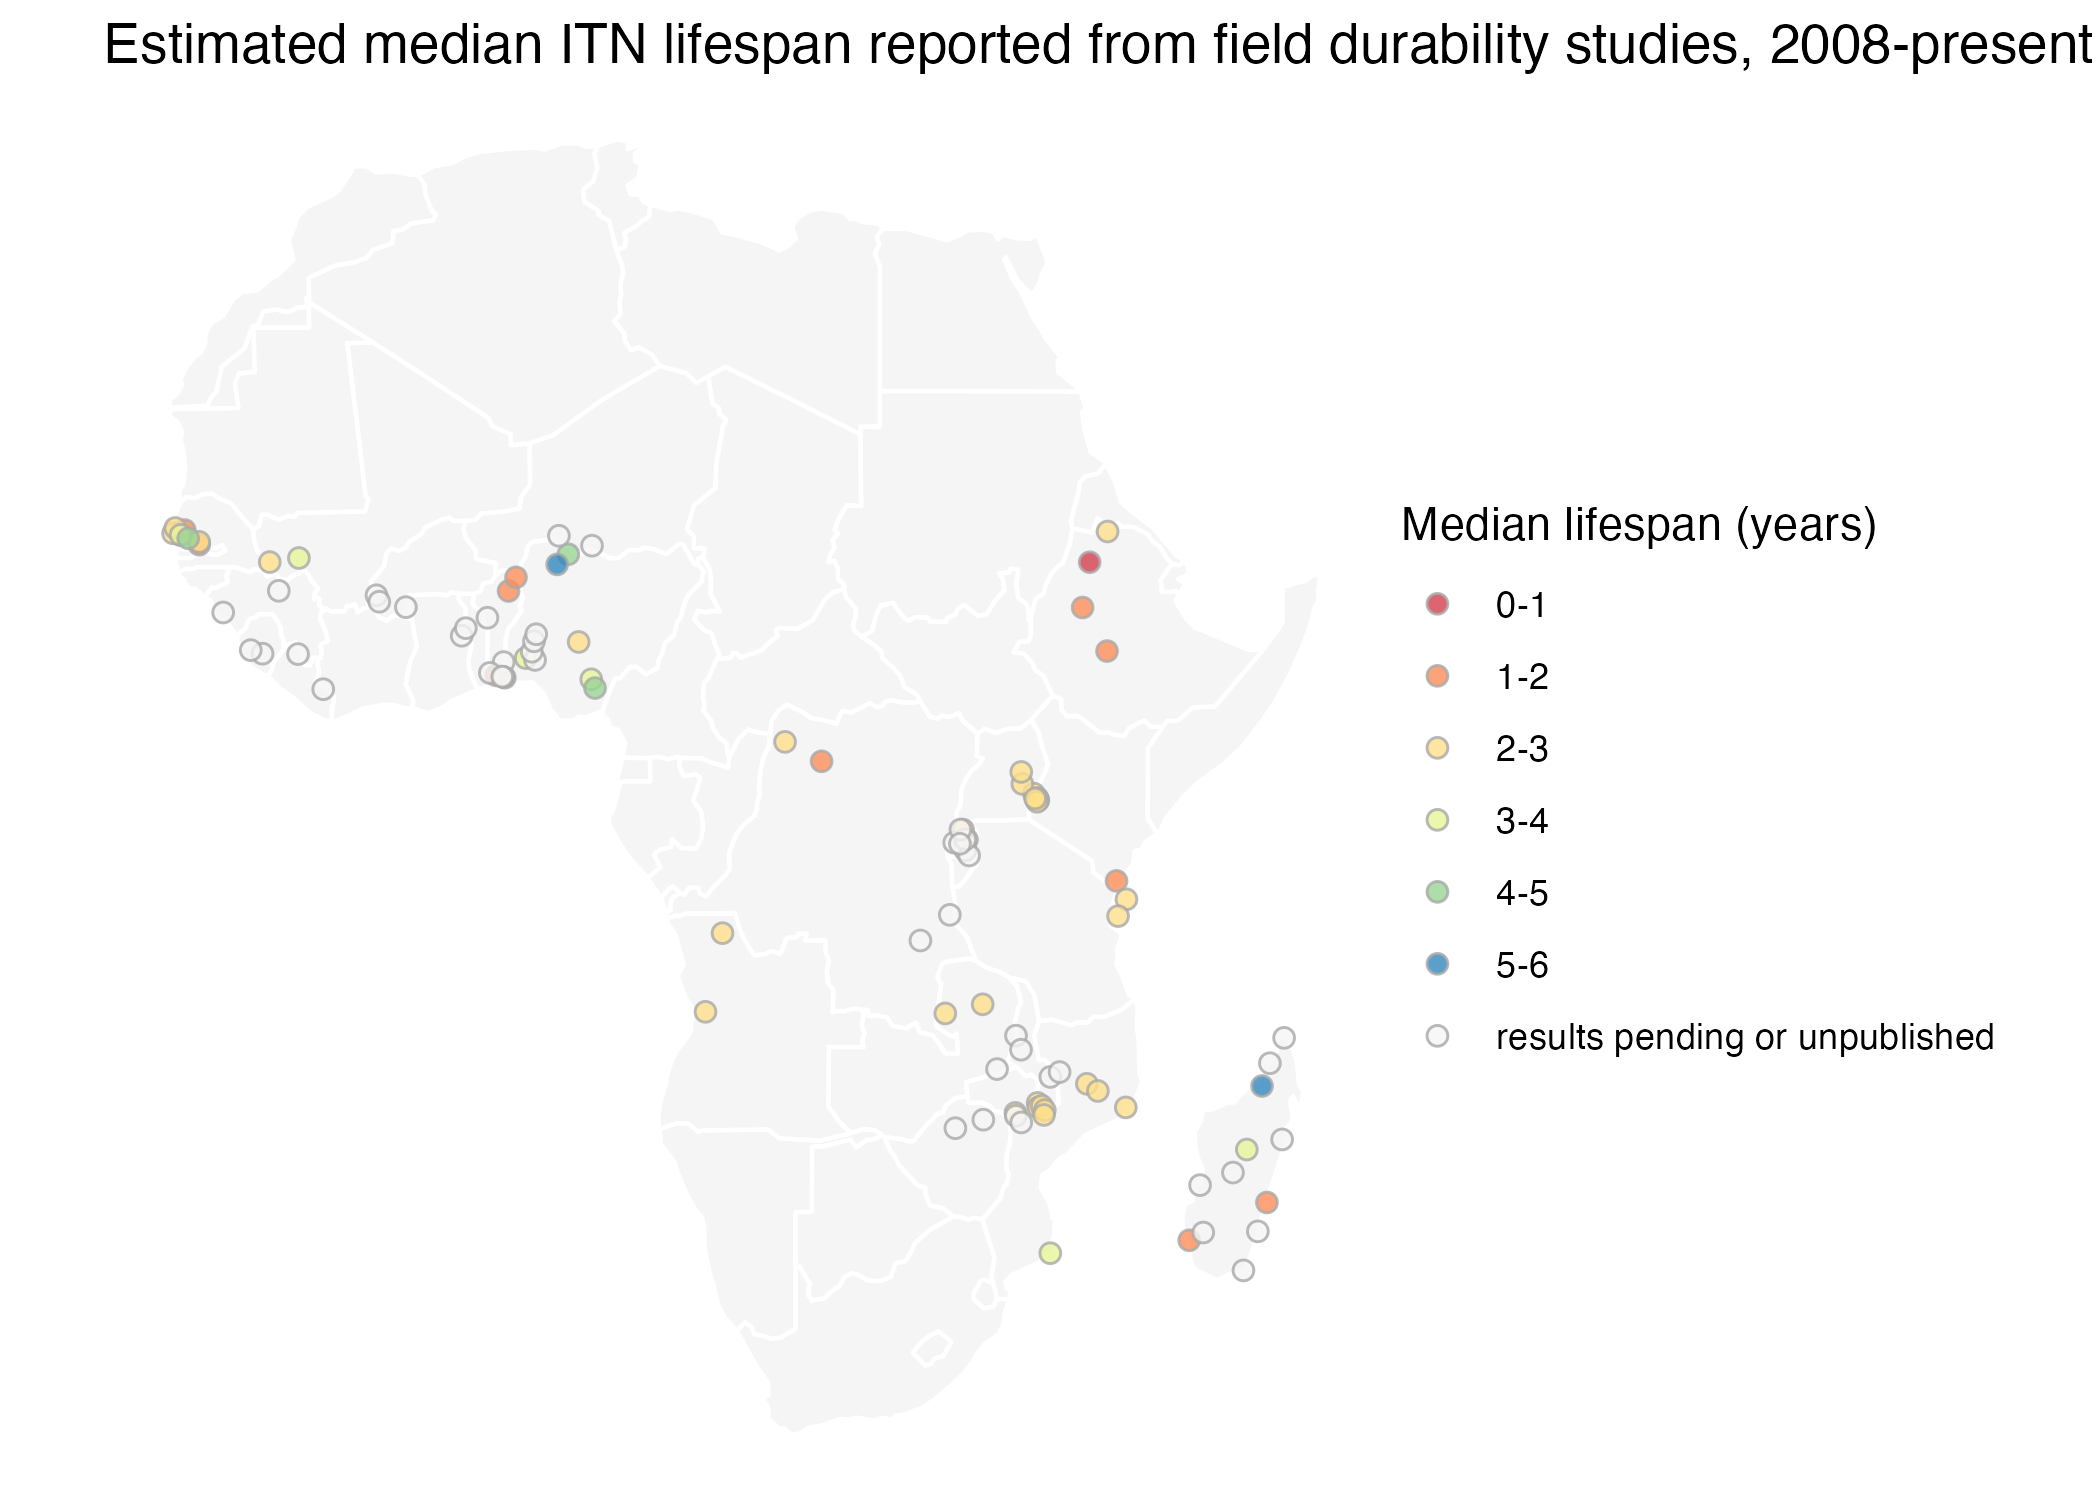 Estimated median ITN lifespan reported from field durability studies, 2008-present
Median lifespan (years)
0-1
1-2
2-3
3-4
4-5
5-6
results pending or unpublished